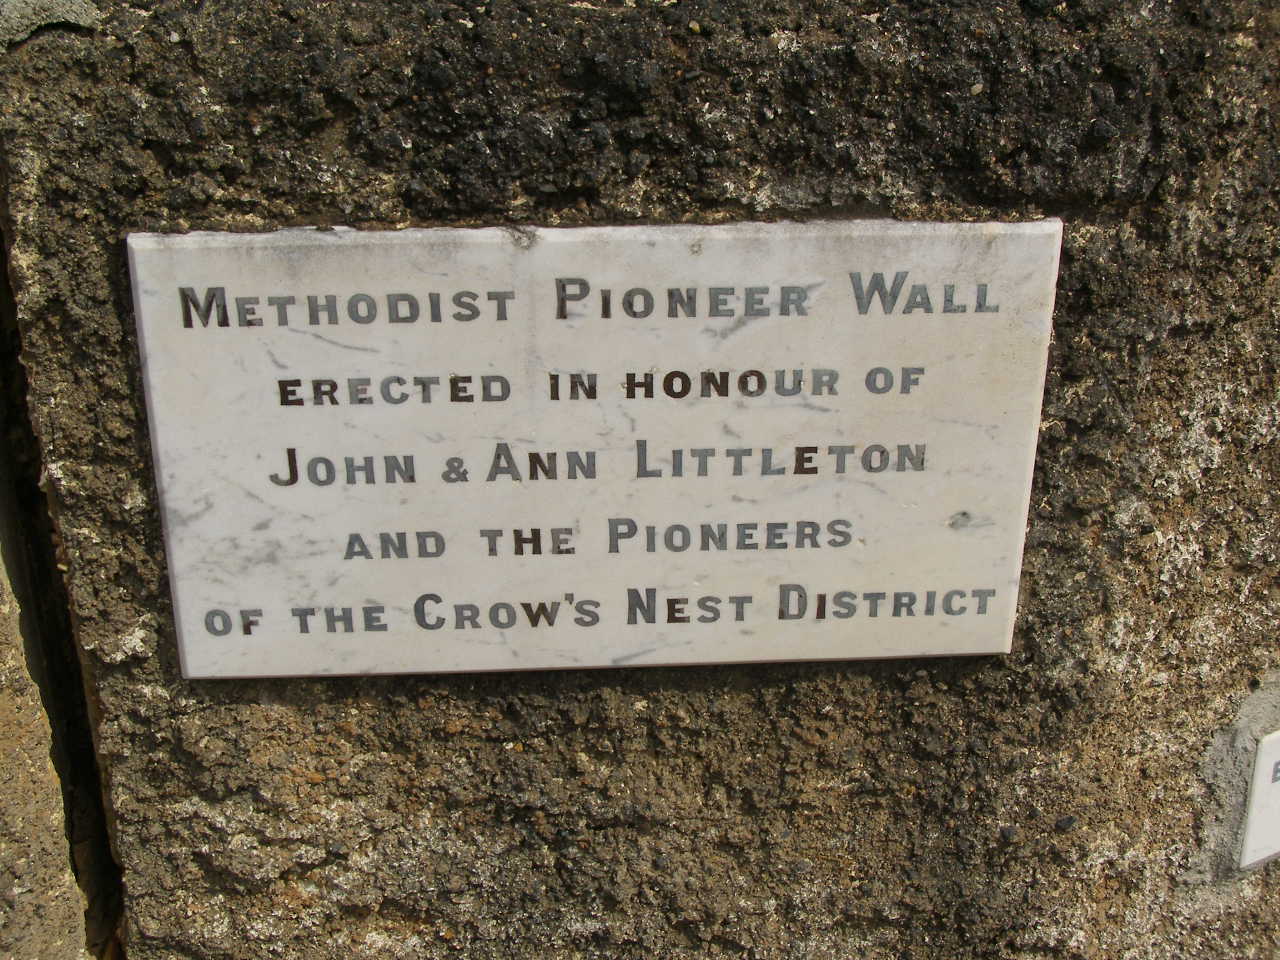 METHODIST PIONEER WALL
ERECTED IN HONOUR OF
JOHN & ANN LITTLETON
AND THE PIONEERS
OF THE CROW'S NEST DISTRICT